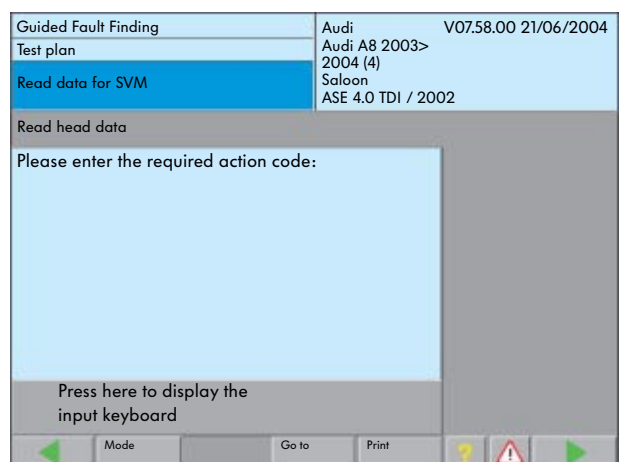 Guided Fault Finding
Test plan
Read data for SVM
Audi V07.58.00 21/06/2004
Audi A8 2003>
2004 (4)
Saloon
ASE 4.0 TDI / 2002
Read head data
Please enter the required action code:
Press here to display the
input keyboard
Mode
Go to
Print
?
!